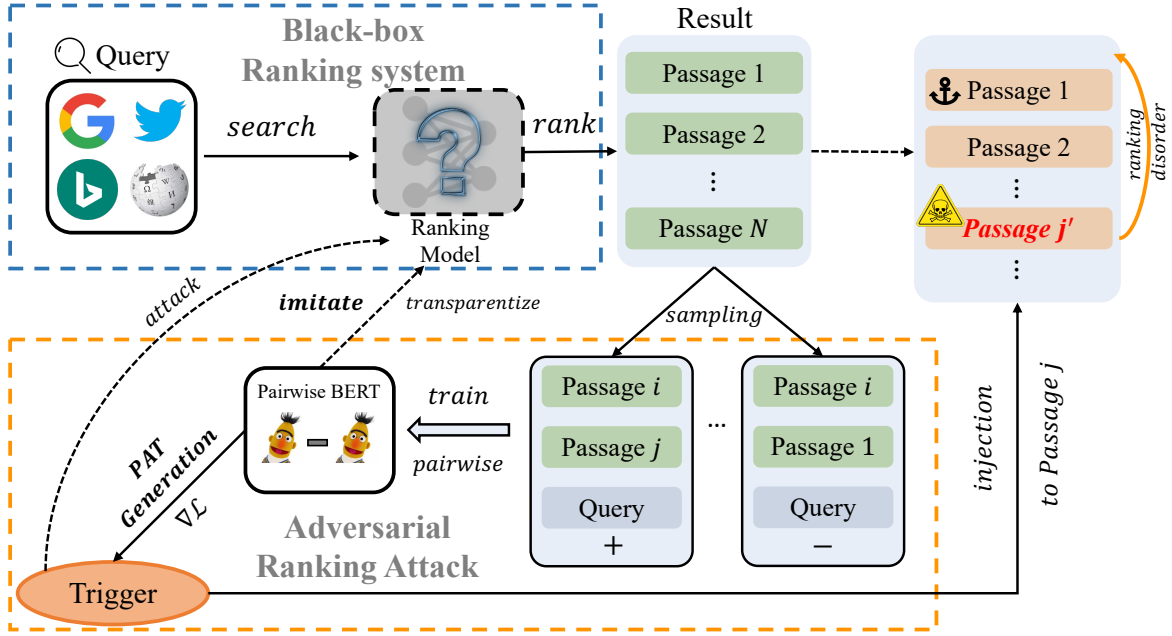 Black-box
Ranking system
Query
search
Ranking
Model
rank
Result
Passage 1
Passage 2
⋮
Passage N
Passage 1
Passage 2
⋮
Passage j'
⋮
ranking
disorder
attack
imitate
transparentize
sampling
Pairwise BERT
train
pairwise
Passage i
Passage j
Query
+
...
Passage i
Passage 1
Query
−
PAT
Generation
∇ℒ
Adversarial
Ranking Attack
Trigger
injection
to Passage j